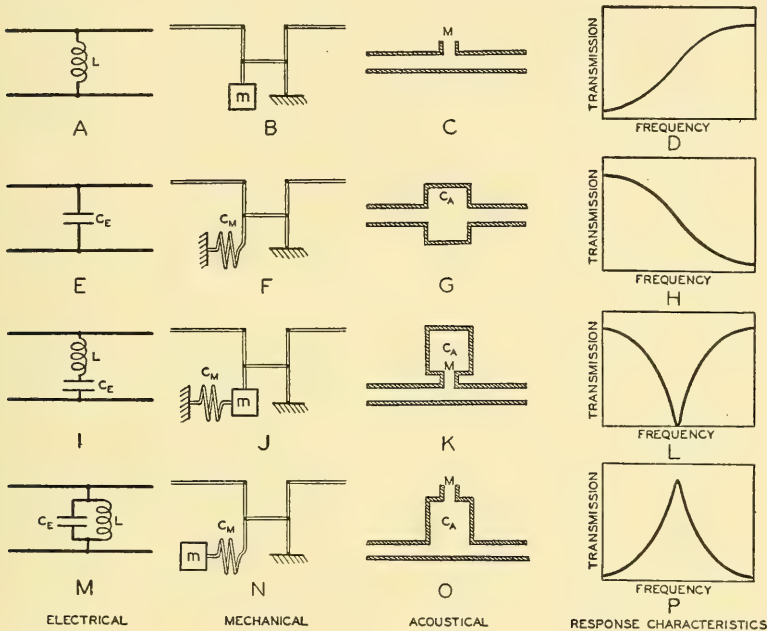 L
A
m
B
M
C
TRANSMISSION
FREQUENCY
D
C_E
E
C_M
F
C_A
G
TRANSMISSION
FREQUENCY
H
L
C_E
I
C_M
m
J
C_A
M
K
TRANSMISSION
FREQUENCY
L
C_E
L
M
m
C_M
N
M
C_A
O
TRANSMISSION
FREQUENCY
P
ELECTRICAL
MECHANICAL
ACOUSTICAL
RESPONSE CHARACTERISTICS